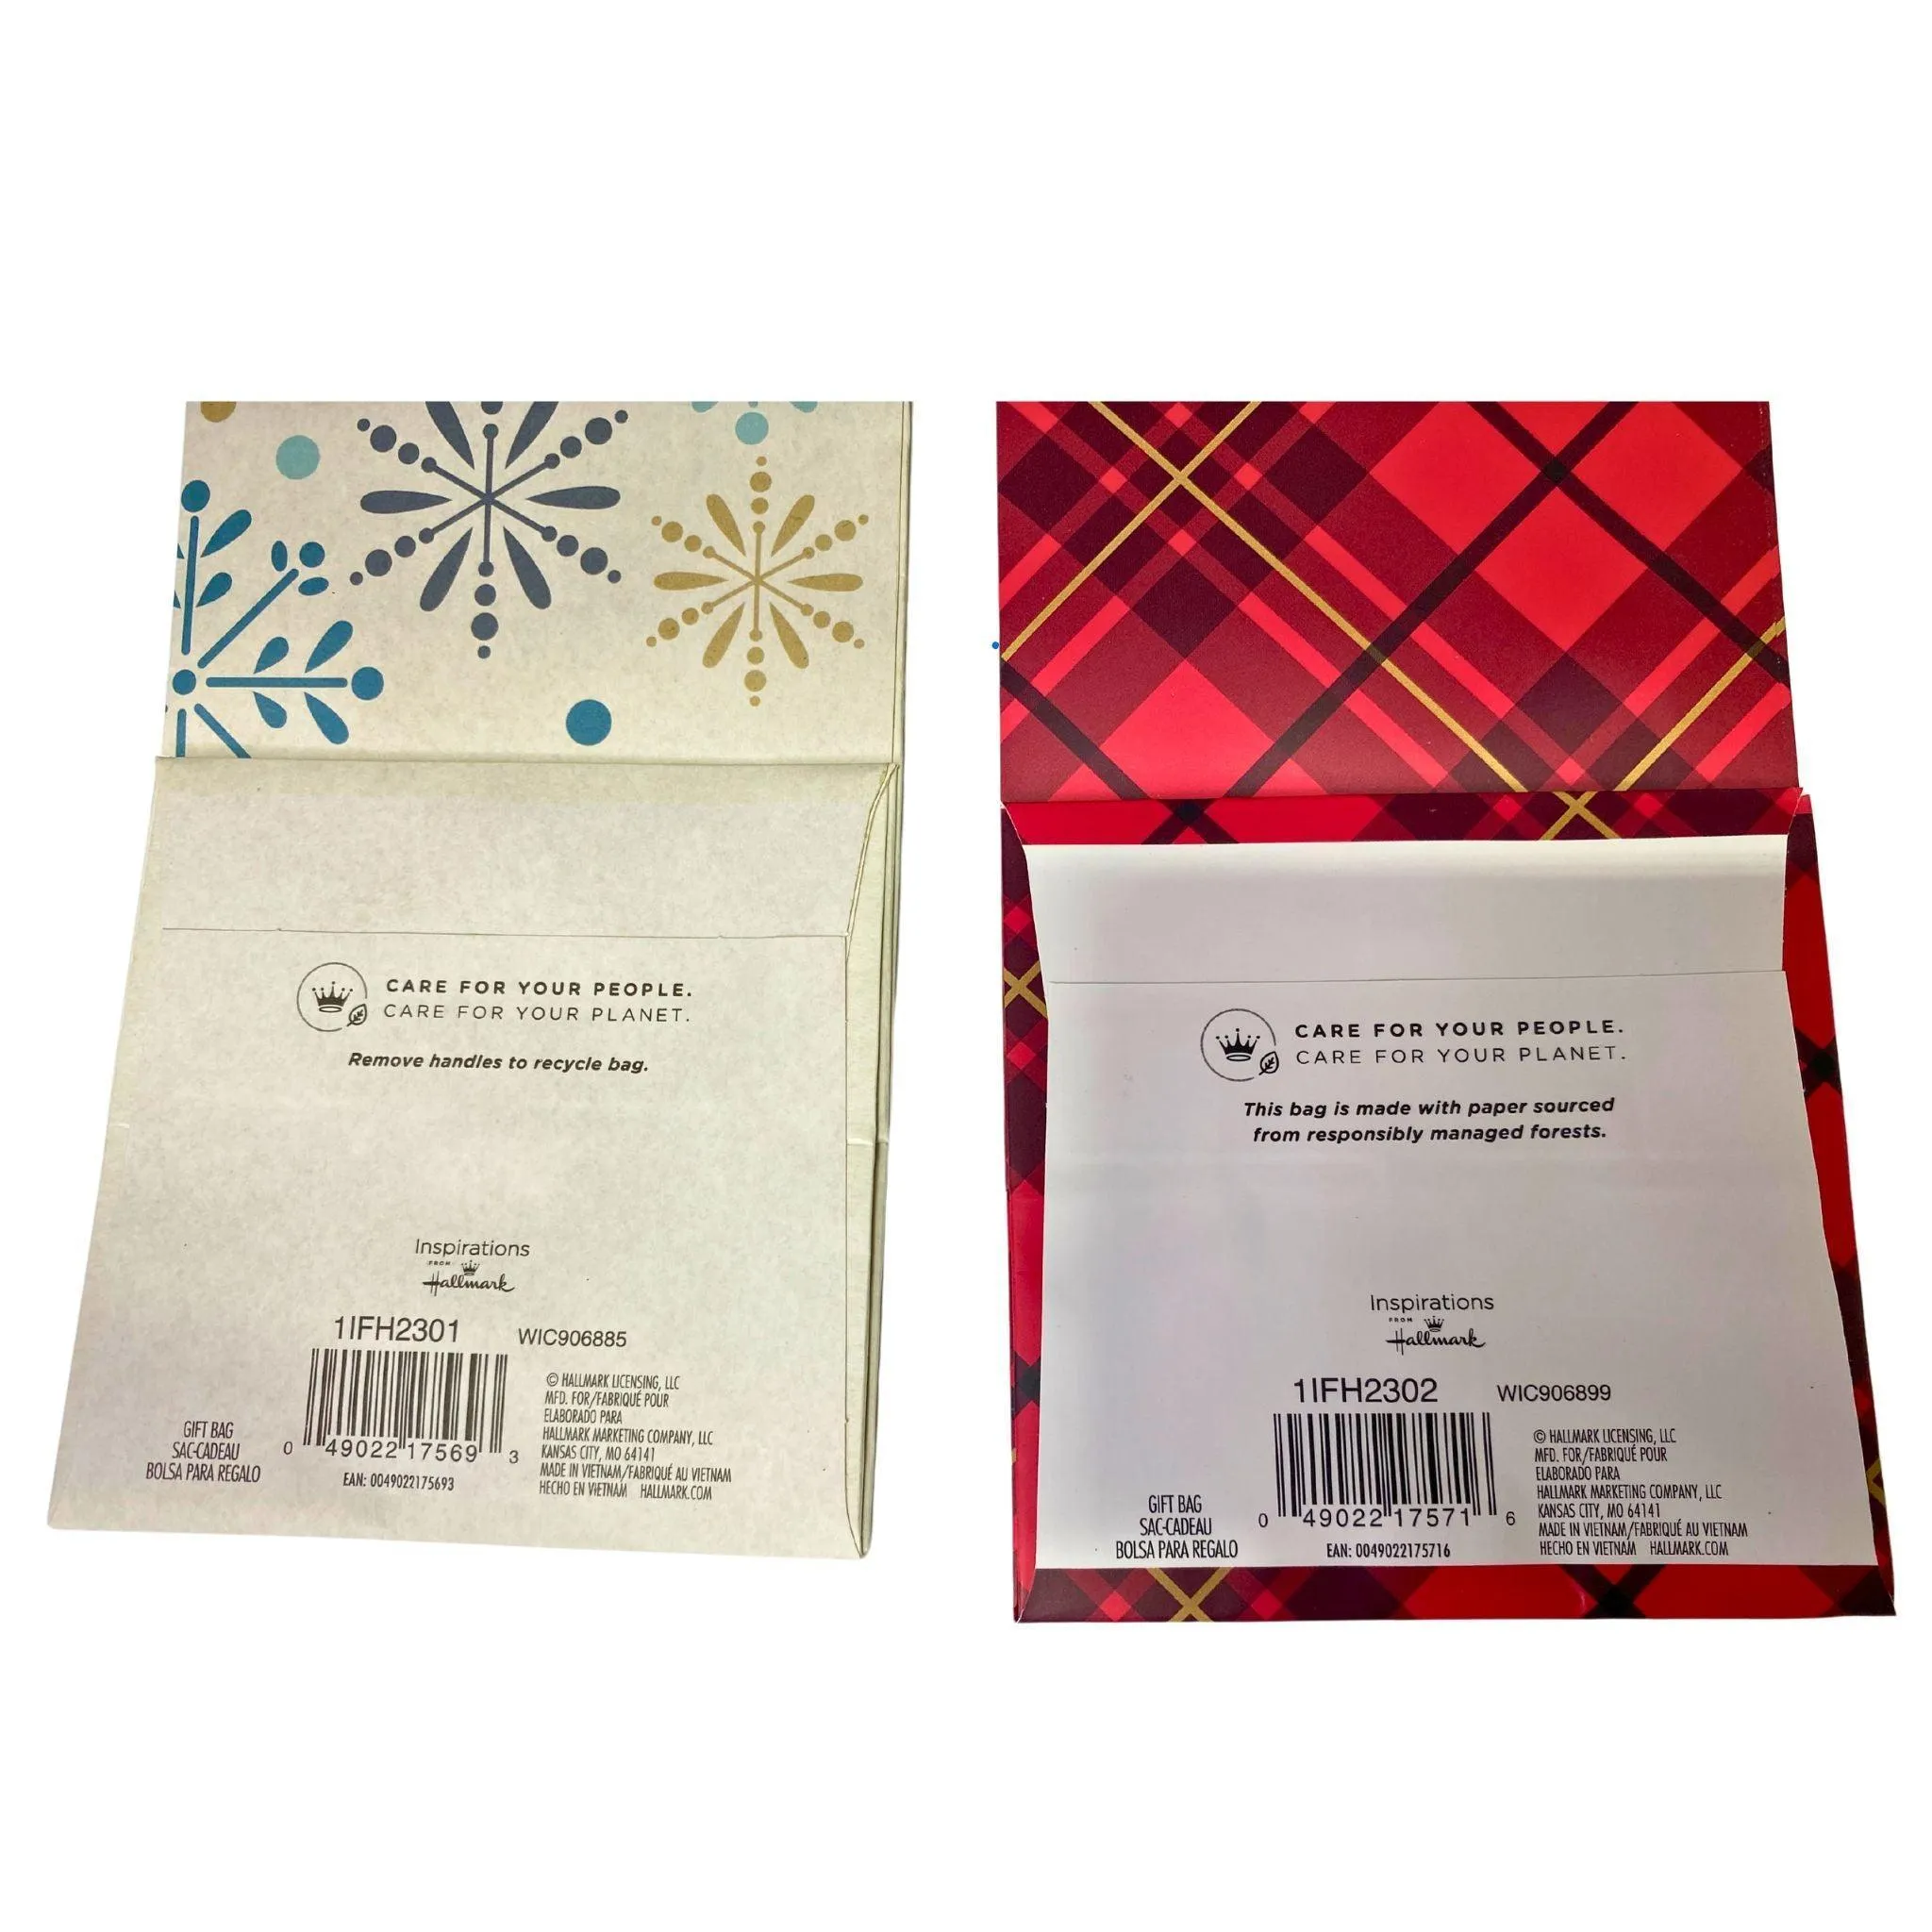 CARE FOR YOUR PEOPLE.
CARE FOR YOUR PLANET.
Remove handles to recycle bag.
Inspirations
FROM
Hallmark
1IFH2301
WIC906885
GIFT BAG
SAC-CADEAU
BOLSA PARA REGALO
0 49022 17569 3
EAN: 0049022175693
© HALLMARK LICENSING, LLC
MFD. FOR/FABRIQUÉ POUR
ELABORADO PARA
HALLMARK MARKETING COMPANY, LLC
KANSAS CITY, MO 64141
MADE IN VIETNAM/FABRIQUÉ AU VIETNAM
HECHO EN VIETNAM HALLMARK.COM
CARE FOR YOUR PEOPLE.
CARE FOR YOUR PLANET.
This bag is made with paper sourced
from responsibly managed forests.
Inspirations
FROM
Hallmark
1IFH2302
WIC906899
GIFT BAG
SAC-CADEAU
BOLSA PARA REGALO
0 49022 17571 6
EAN: 0049022175716
© HALLMARK LICENSING, LLC
MFD. FOR/FABRIQUÉ POUR
ELABORADO PARA
HALLMARK MARKETING COMPANY, LLC
KANSAS CITY, MO 64141
MADE IN VIETNAM/FABRIQUÉ AU VIETNAM
HECHO EN VIETNAM HALLMARK.COM